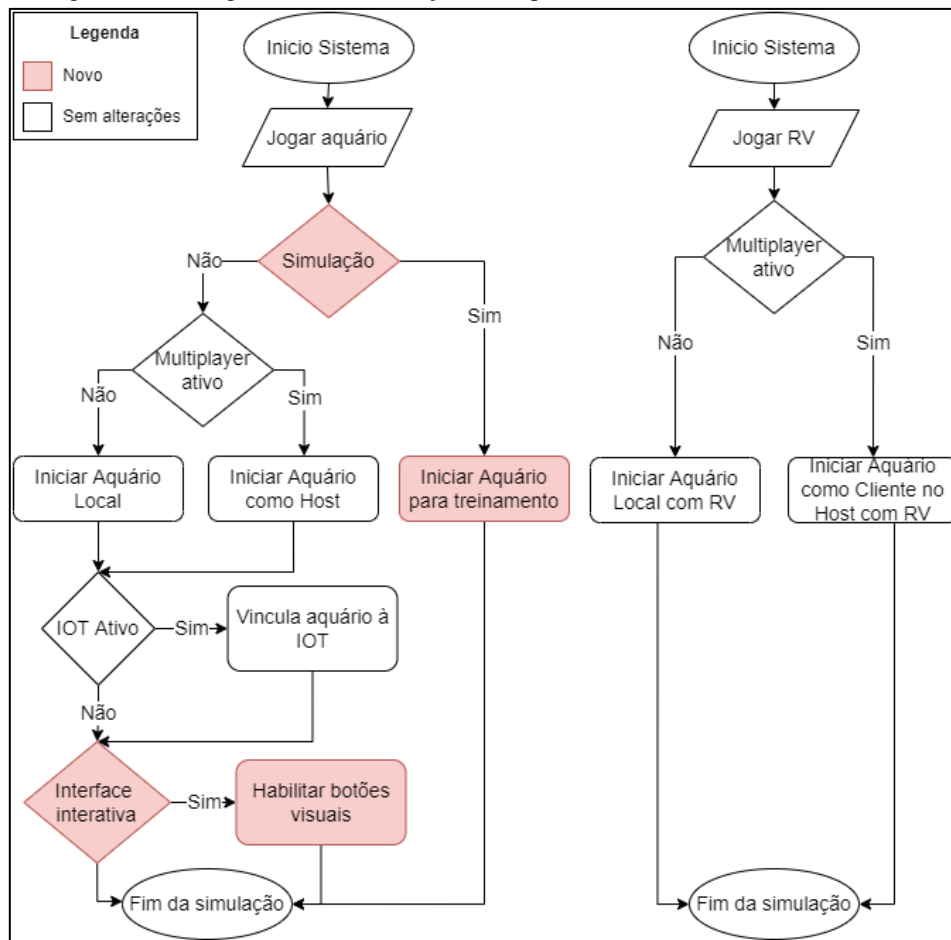 Legenda
Novo
Sem alterações
Inicio Sistema
Jogar aquário
Simulação
Não
Sim
Multiplayer
ativo
Não
Sim
Iniciar Aquário
Local
Iniciar Aquário
como Host
Iniciar Aquário
para treinamento
IOT Ativo
Sim
Vincula aquário à
IOT
Não
Interface
interativa
Sim
Habilitar botões
visuais
Fim da simulação
Inicio Sistema
Jogar RV
Multiplayer
ativo
Não
Sim
Iniciar Aquário
Local com RV
Iniciar Aquário
como Cliente no
Host com RV
Fim da simulação